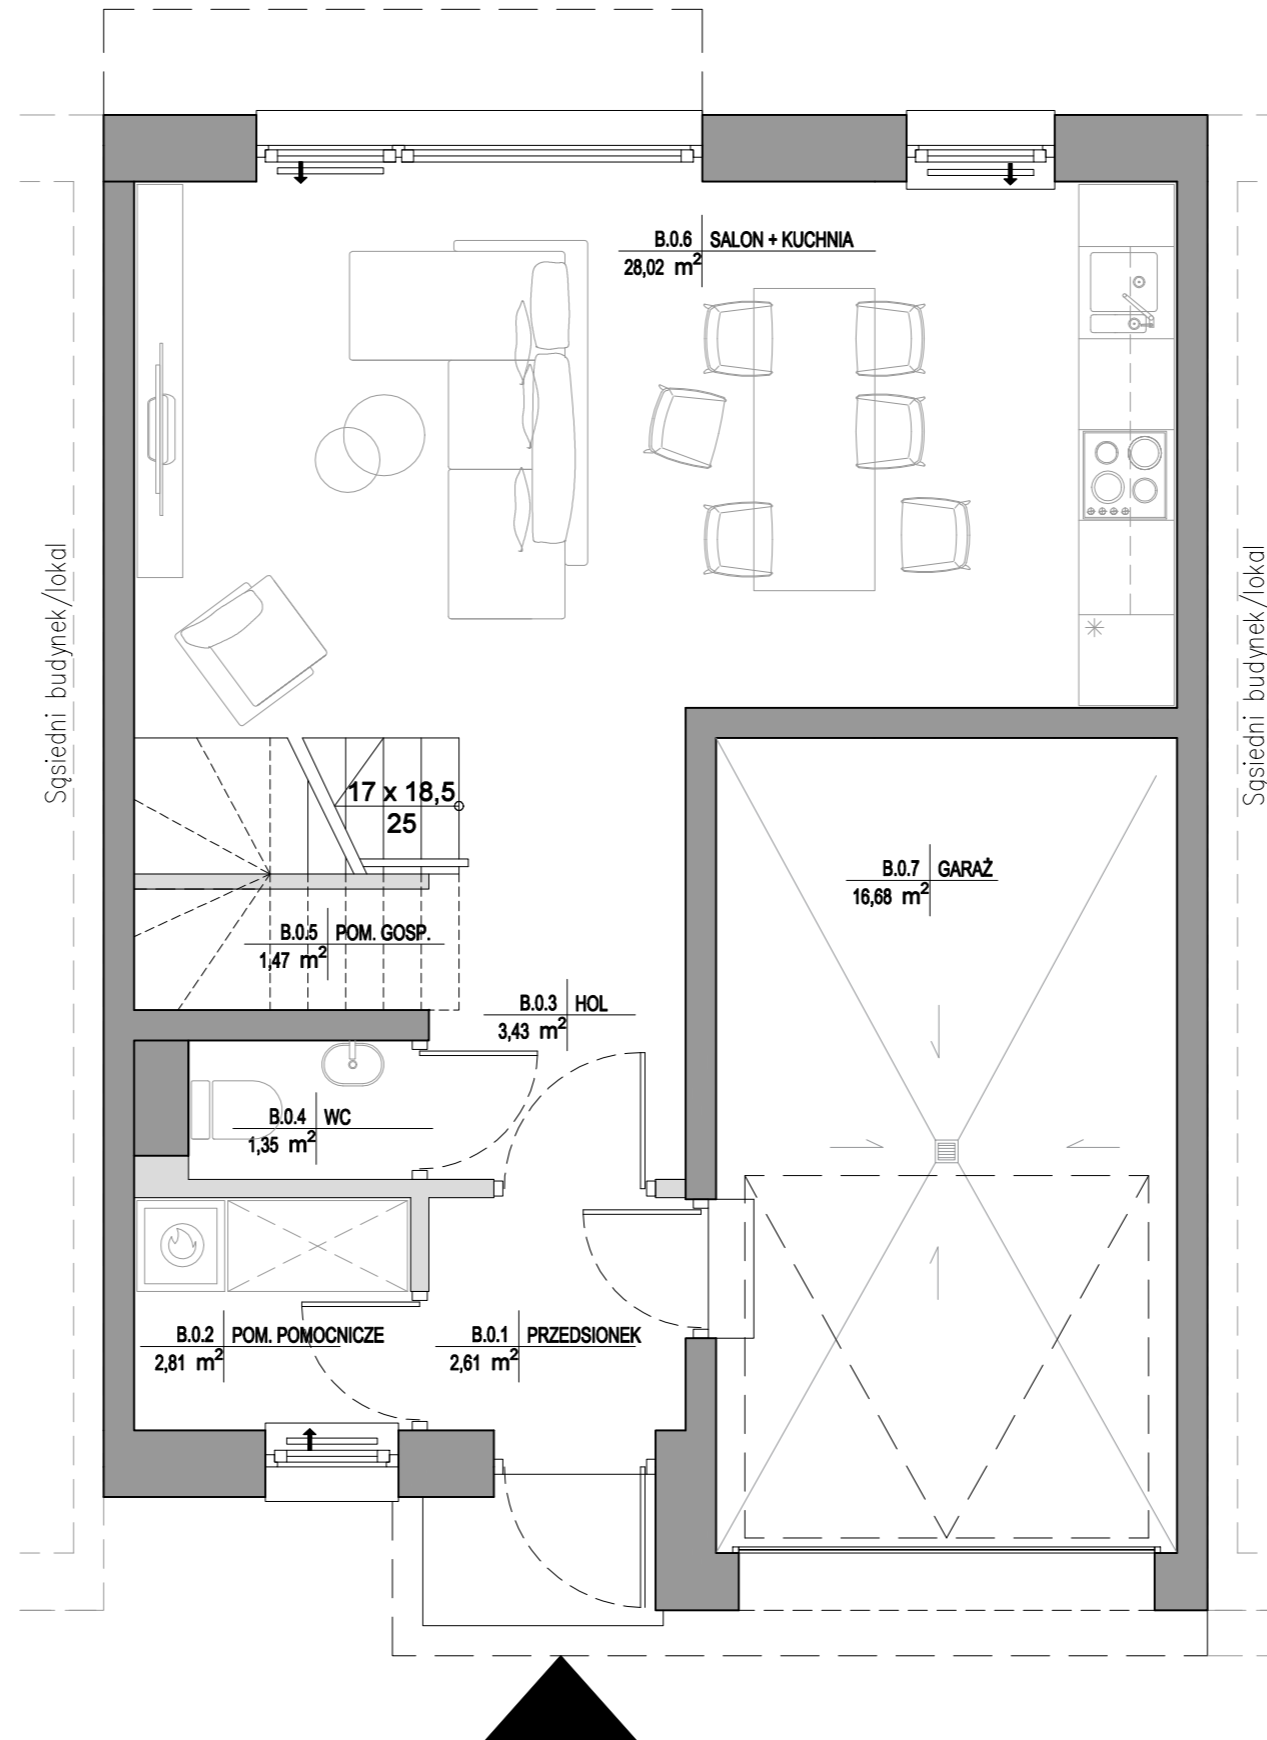 B.0.6 SALON + KUCHNIA
28,02 m²
Sąsiedni budynek/lokal
Sąsiedni budynek/lokal
17 x 18,5
25
B.0.7 GARAŻ
16,68 m²
B.0.5 POM. GOSP.
1,47 m²
B.0.3 HOL
3,43 m²
B.0.4 WC
1,35 m²
B.0.2 POM. POMOCNICZE
2,81 m²
B.0.1 PRZEDSIONEK
2,61 m²